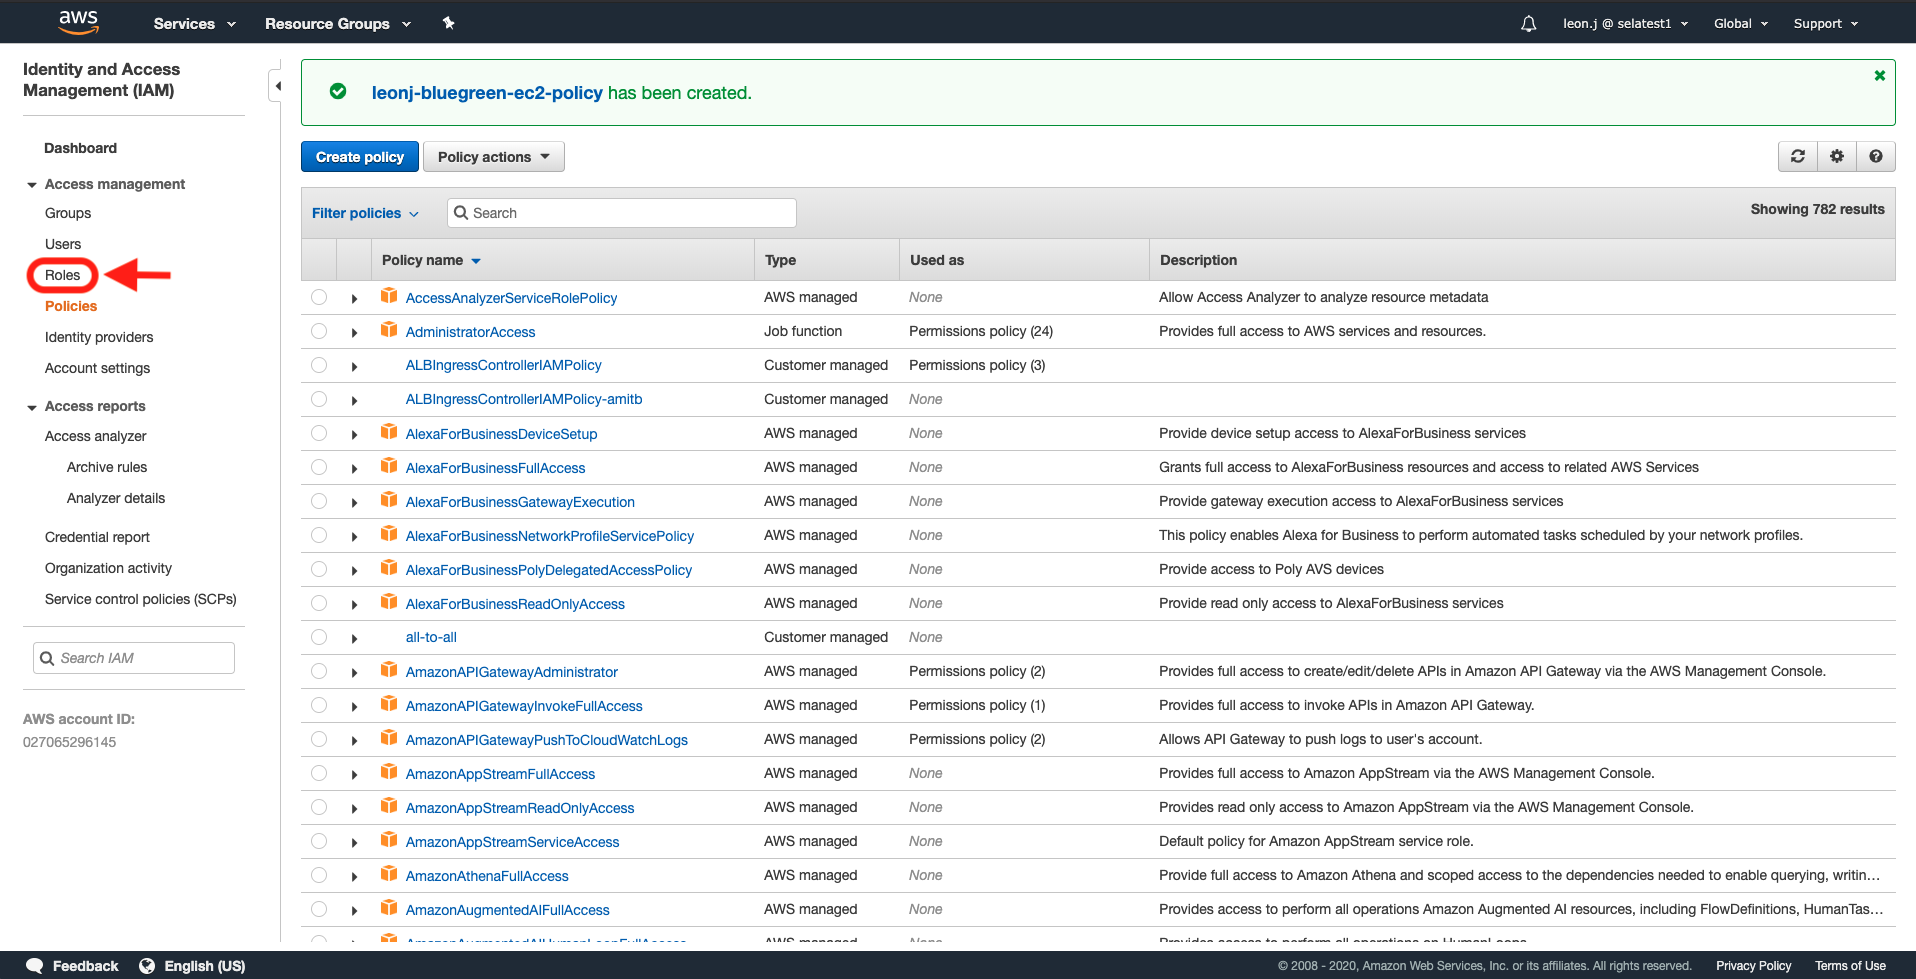 aws Services Resource Groups leon.j @ selatest1 Global Support
Identity and Access
Management (IAM)
Dashboard
Access management
Groups
Users
Roles
Policies
Identity providers
Account settings
Access reports
Access analyzer
Archive rules
Analyzer details
Credential report
Organization activity
Service control policies (SCPs)
Search IAM
AWS account ID:
027065296145
leonj-bluegreen-ec2-policy has been created.
Create policy Policy actions
Filter policies Search Showing 782 results
Policy name Type Used as Description
AccessAnalyzerServiceRolePolicy AWS managed None Allow Access Analyzer to analyze resource metadata
AdministratorAccess Job function Permissions policy (24) Provides full access to AWS services and resources.
ALBIngressControllerIAMPolicy Customer managed Permissions policy (3)
ALBIngressControllerIAMPolicy-amitb Customer managed None
AlexaForBusinessDeviceSetup AWS managed None Provide device setup access to AlexaForBusiness services
AlexaForBusinessFullAccess AWS managed None Grants full access to AlexaForBusiness resources and access to related AWS Services
AlexaForBusinessGatewayExecution AWS managed None Provide gateway execution access to AlexaForBusiness services
AlexaForBusinessNetworkProfileServicePolicy AWS managed None This policy enables Alexa for Business to perform automated tasks scheduled by your network profiles.
AlexaForBusinessPolyDelegatedAccessPolicy AWS managed None Provide access to Poly AVS devices
AlexaForBusinessReadOnlyAccess AWS managed None Provide read only access to AlexaForBusiness services
all-to-all Customer managed None
AmazonAPIGatewayAdministrator AWS managed Permissions policy (2) Provides full access to create/edit/delete APIs in Amazon API Gateway via the AWS Management Console.
AmazonAPIGatewayInvokeFullAccess AWS managed Permissions policy (1) Provides full access to invoke APIs in Amazon API Gateway.
AmazonAPIGatewayPushToCloudWatchLogs AWS managed Permissions policy (2) Allows API Gateway to push logs to user's account.
AmazonAppStreamFullAccess AWS managed None Provides full access to Amazon AppStream via the AWS Management Console.
AmazonAppStreamReadOnlyAccess AWS managed None Provides read only access to Amazon AppStream via the AWS Management Console.
AmazonAppStreamServiceAccess AWS managed None Default policy for Amazon AppStream service role.
AmazonAthenaFullAccess AWS managed None Provide full access to Amazon Athena and scoped access to the dependencies needed to enable querying, writin...
AmazonAugmentedAIFullAccess AWS managed None Provides access to perform all operations Amazon Augmented AI resources, including FlowDefinitions, HumanTas...
AmazonAugmentedAIHumanLoopFullAccess AWS managed None Provides access to perform all operations on HumanLoops.
Feedback English (US) © 2008 - 2020, Amazon Web Services, Inc. or its affiliates. All rights reserved. Privacy Policy Terms of Use